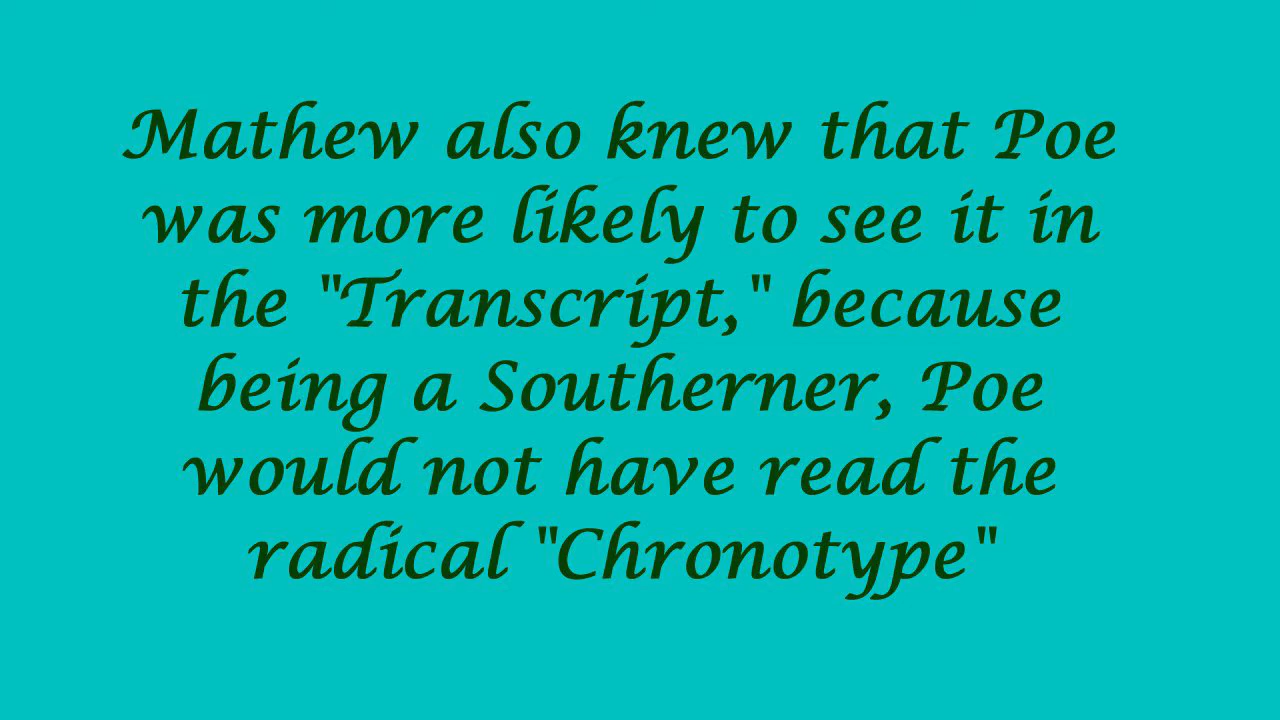 Mathew also knew that Poe
was more likely to see it in
the "Transcript," because
being a Southerner, Poe
would not have read the
radical "Chronotype"